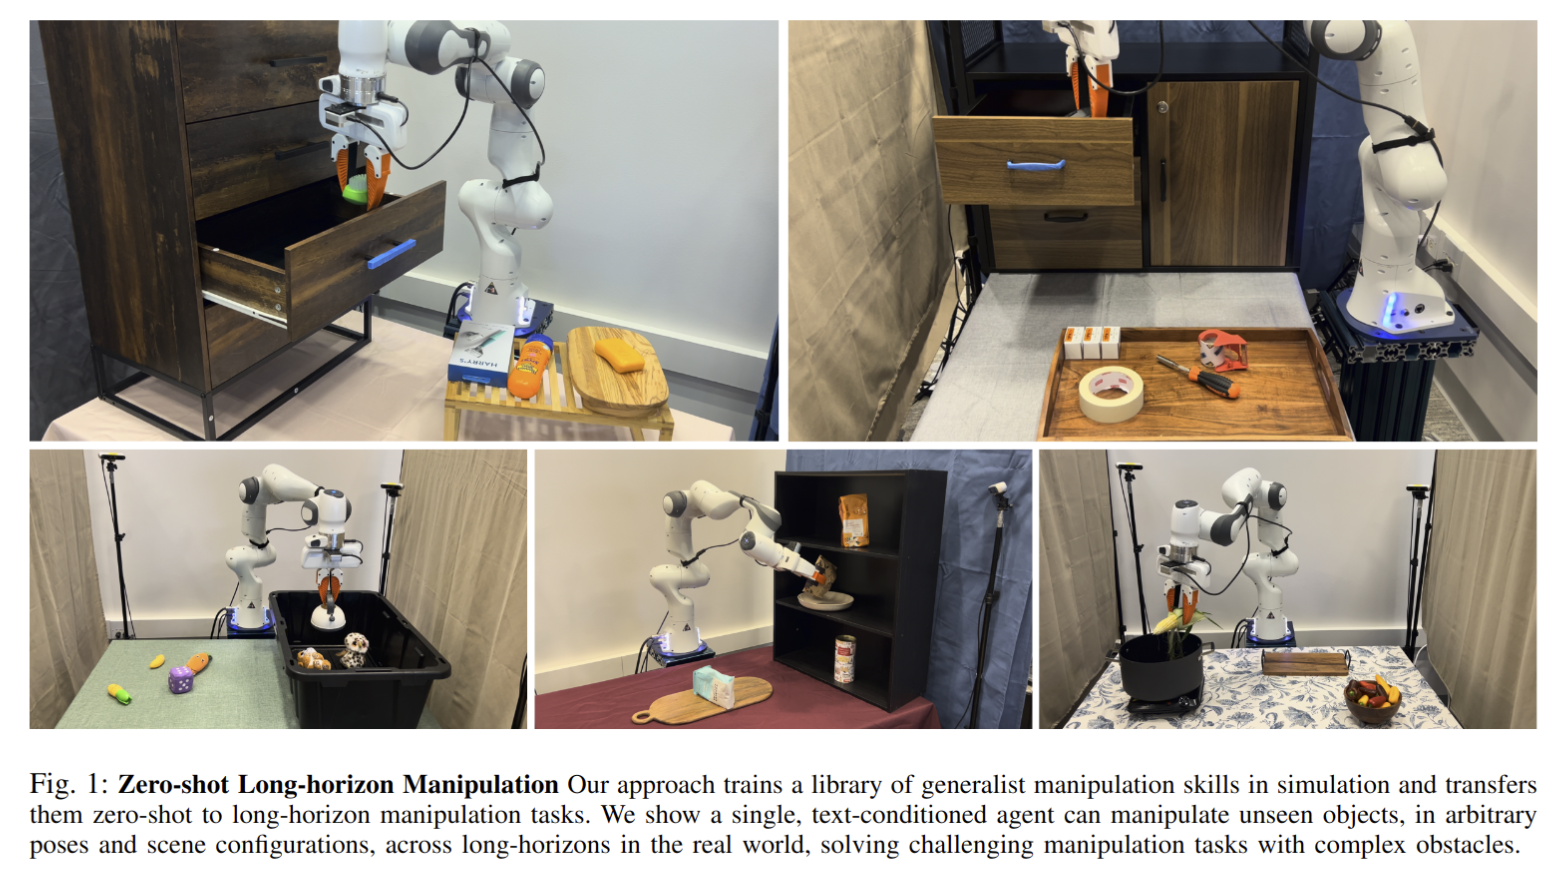 HARRY'S
Fig. 1: Zero-shot Long-horizon Manipulation Our approach trains a library of generalist manipulation skills in simulation and transfers
them zero-shot to long-horizon manipulation tasks. We show a single, text-conditioned agent can manipulate unseen objects, in arbitrary
poses and scene configurations, across long-horizons in the real world, solving challenging manipulation tasks with complex obstacles.